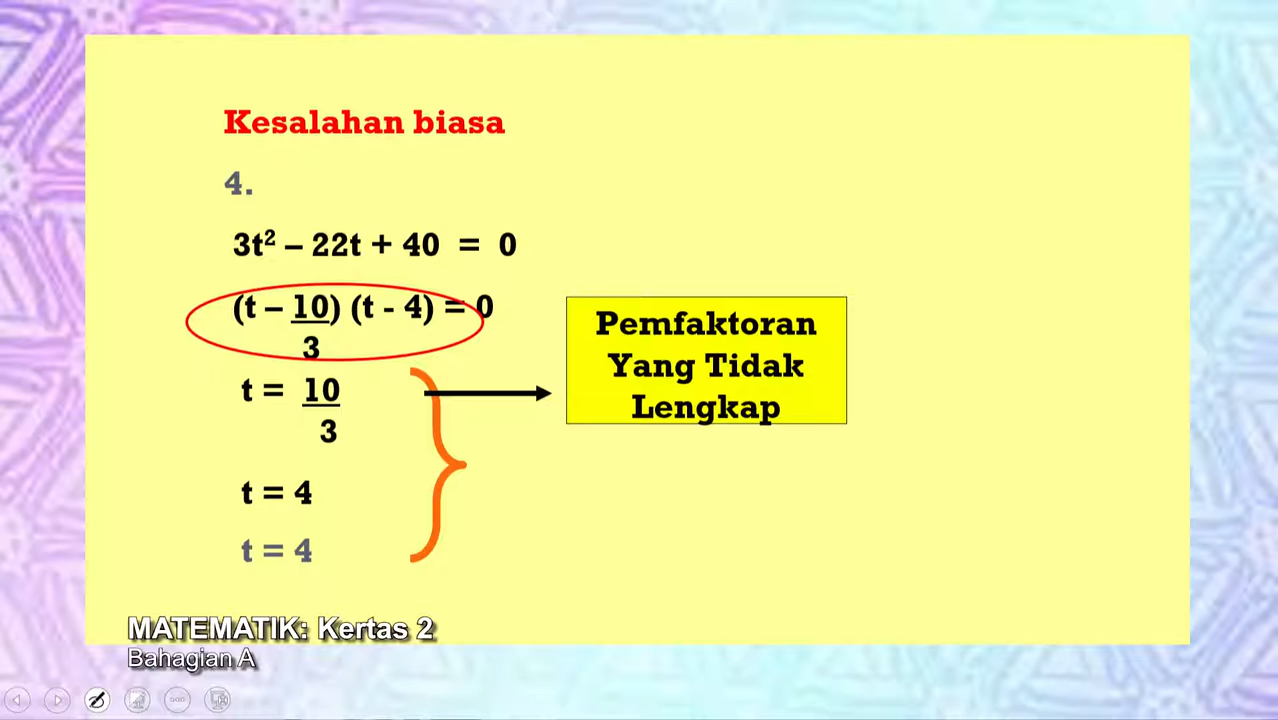 Kesalahan biasa
4.
3t² – 22t + 40 = 0
(t – 10) (t - 4) = 0
3
t = 10
3
t = 4
t = 4
Pemfaktoran
Yang Tidak
Lengkap
MATEMATIK: Kertas 2
Bahagian A